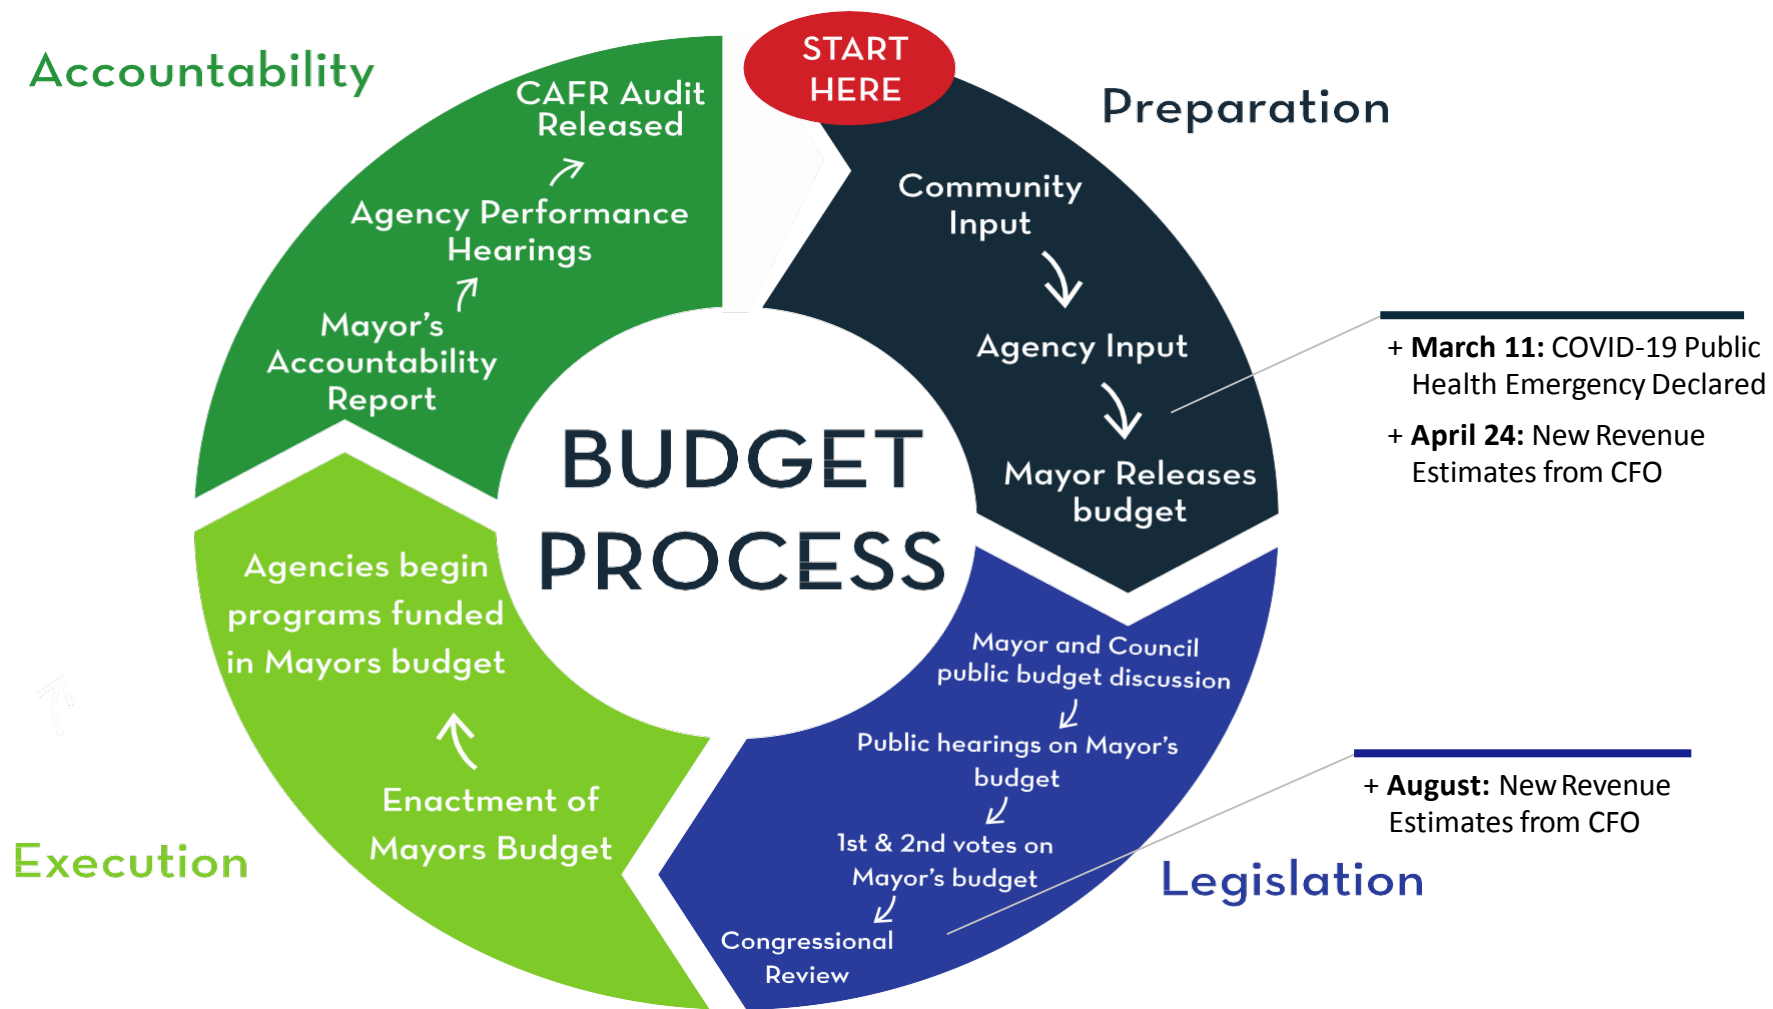 START
HERE
Preparation
Community
Input
Agency Input
Mayor Releases
budget
+ March 11: COVID-19 Public
Health Emergency Declared
+ April 24: New Revenue
Estimates from CFO
Legislation
Mayor and Council
public budget discussion
Public hearings on Mayor's
budget
1st & 2nd votes on
Mayor's budget
Congressional
Review
+ August: New Revenue
Estimates from CFO
Execution
Enactment of
Mayors Budget
Agencies begin
programs funded
in Mayors budget
Accountability
Mayor's
Accountability
Report
Agency Performance
Hearings
CAFR Audit
Released
BUDGET
PROCESS